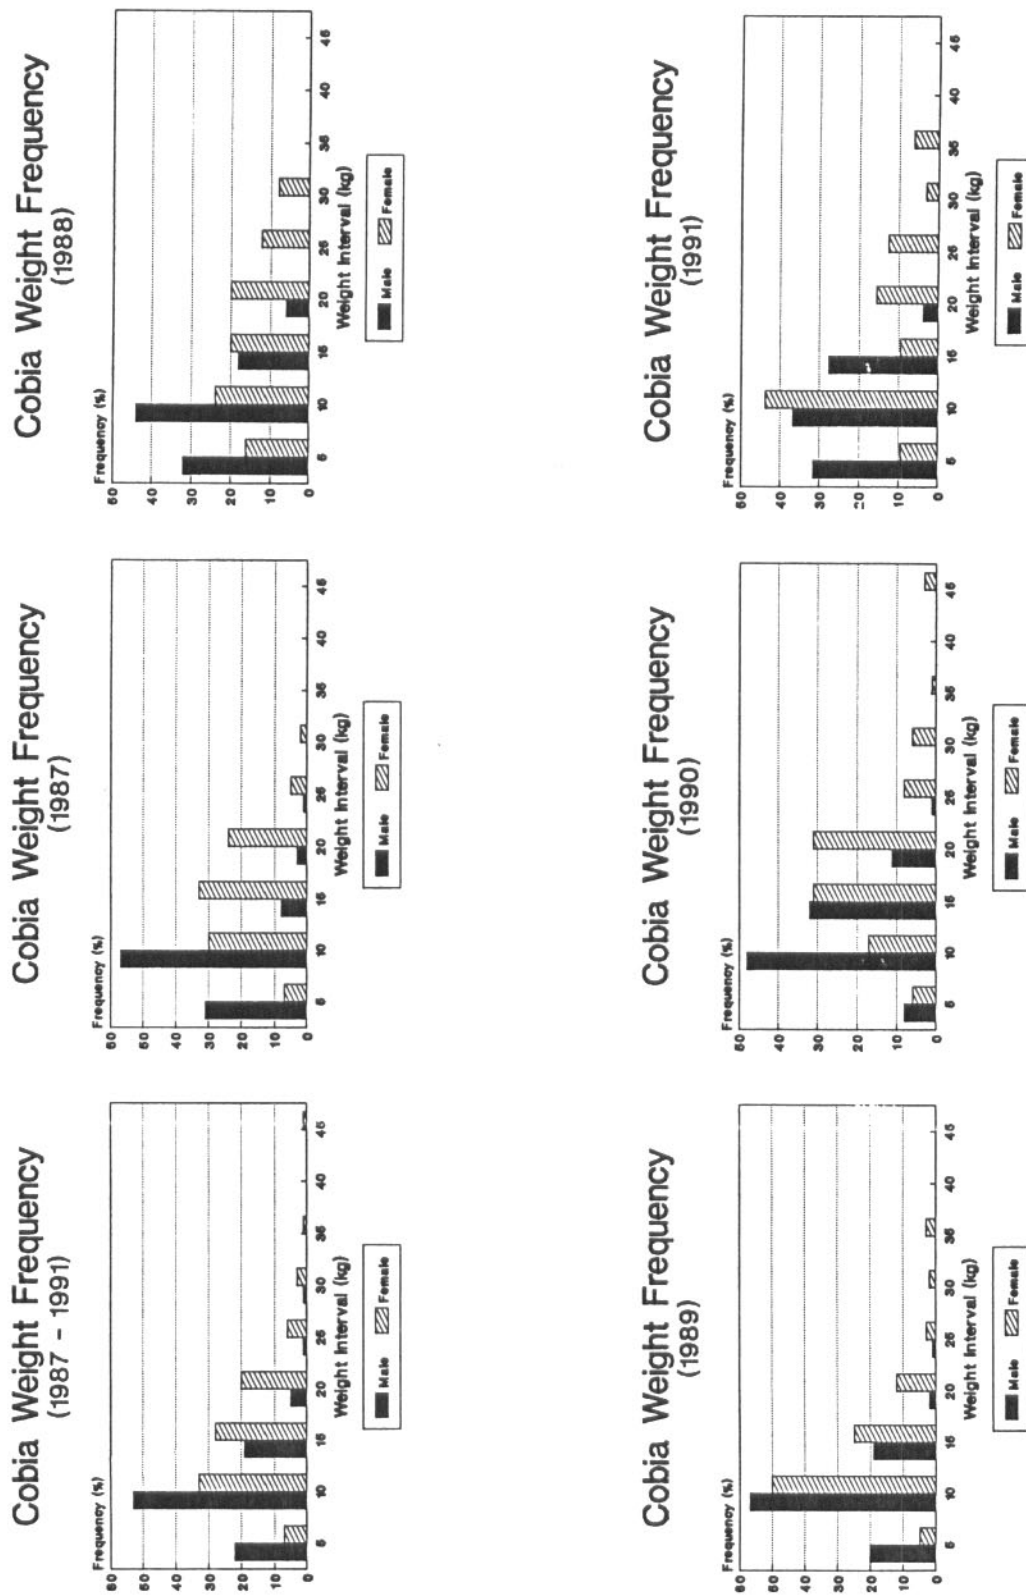 Cobia Weight Frequency
(1987 - 1991)
Frequency (%)
60
50
40
30
20
10
0
5 10 15 20 25 30 35 40 45
Weight Interval (kg)
Male Female
Cobia Weight Frequency
(1987)
Frequency (%)
60
50
40
30
20
10
0
5 10 15 20 25 30 35 40 45
Weight Interval (kg)
Male Female
Cobia Weight Frequency
(1988)
Frequency (%)
50
40
30
20
10
0
5 10 15 20 25 30 35 40 45
Weight Interval (kg)
Male Female
Cobia Weight Frequency
(1989)
Frequency (%)
60
50
40
30
20
10
0
5 10 15 20 25 30 35 40 45
Weight Interval (kg)
Male Female
Cobia Weight Frequency
(1990)
Frequency (%)
50
40
30
20
10
0
5 10 15 20 25 30 35 40 45
Weight Interval (kg)
Male Female
Cobia Weight Frequency
(1991)
Frequency (%)
50
40
30
20
10
0
5 10 15 20 25 30 35 40 45
Weight Interval (kg)
Male Female